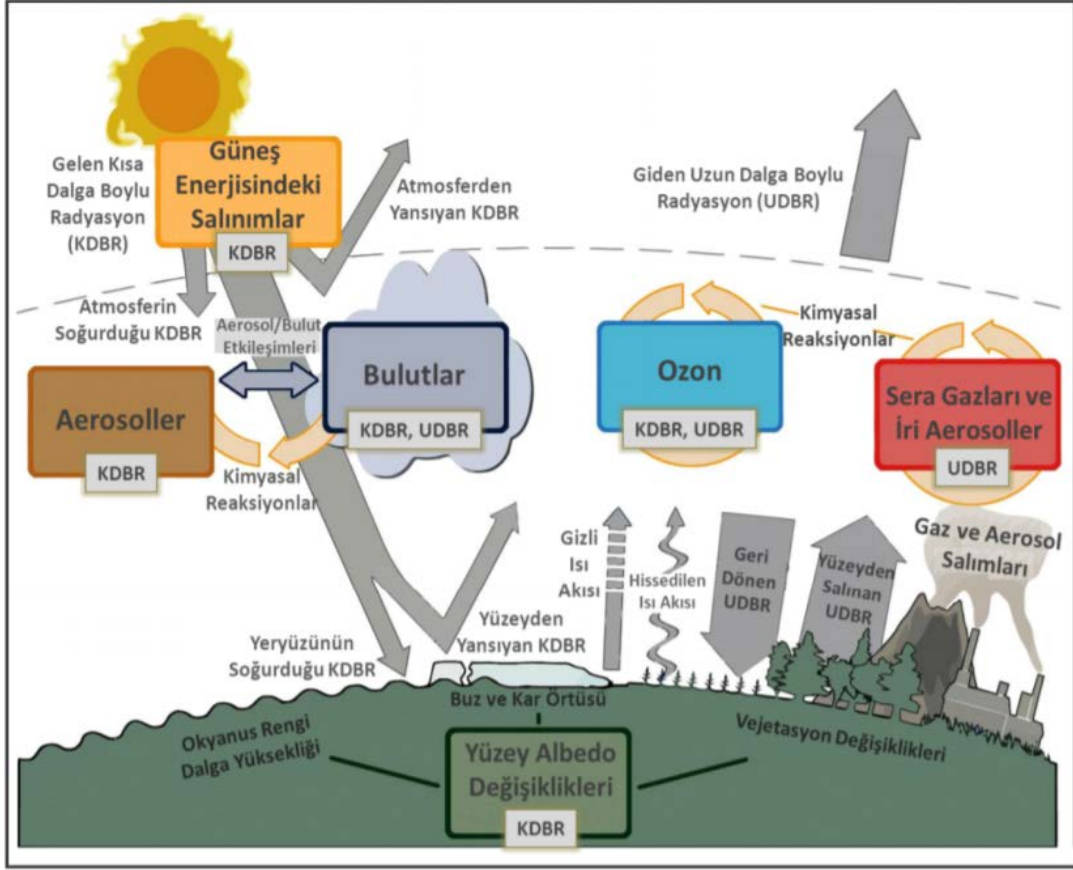 Gelen Kısa
Dalga Boylu
Radyasyon
(KDBR)
Güneş
Enerjisindeki
Salınımlar
KDBR
Atmosferden
Yansıyan KDBR
Giden Uzun Dalga Boylu
Radyasyon (UDBR)
Atmosferin
Soğurduğu KDBR
Aerosol/Bulut
Etkileşimleri
Bulutlar
KDBR, UDBR
Ozon
KDBR, UDBR
Kimyasal
Reaksiyonlar
Sera Gazları ve
İri Aerosoller
UDBR
Aerosoller
KDBR
Kimyasal
Reaksiyonlar
Gizli
Isı
Akısı
Hissedilen
Isı Akısı
Geri
Dönen
UDBR
Yüzeyden
Salınan
UDBR
Gaz ve Aerosol
Salımları
Yeryüzünün
Soğurduğu KDBR
Yüzeyden
Yansıyan KDBR
Buz ve Kar Örtüsü
Okyanus Rengi
Dalga Yüksekliği
Vejetasyon Değişiklikleri
Yüzey Albedo
Değişiklikleri
KDBR